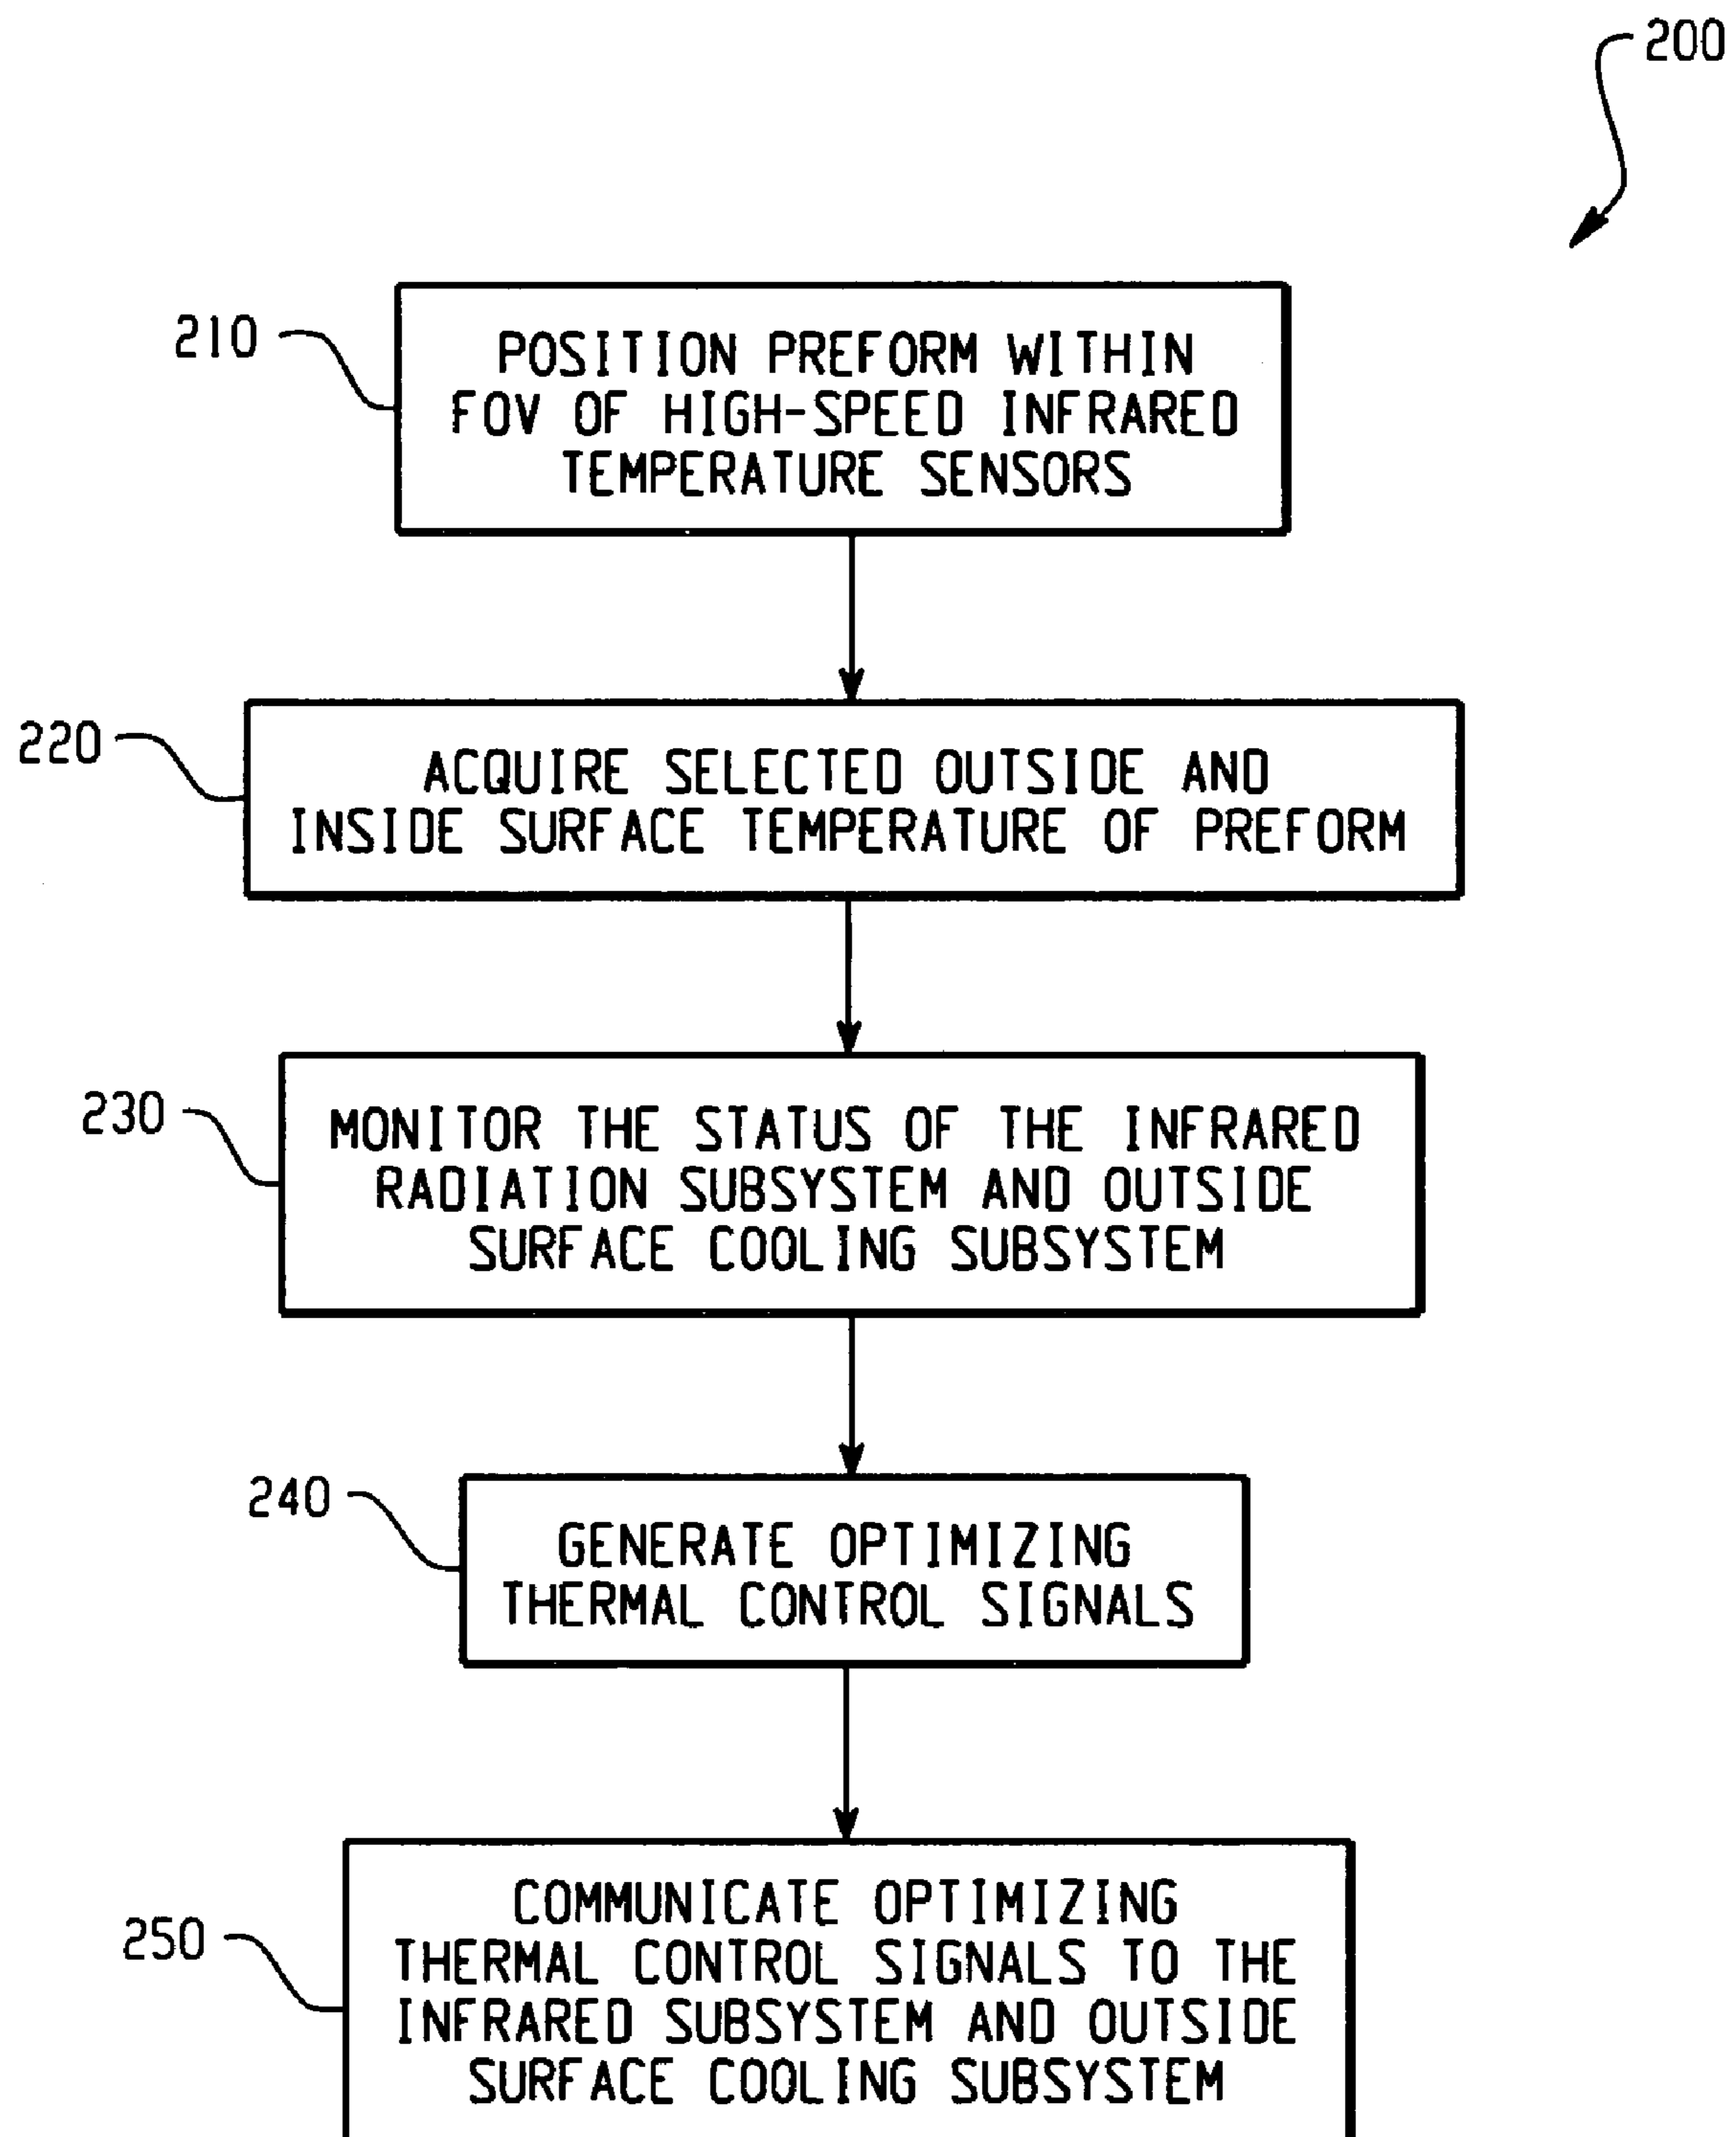 200
210
POSITION PREFORM WITHIN
FOV OF HIGH-SPEED INFRARED
TEMPERATURE SENSORS
220
ACQUIRE SELECTED OUTSIDE AND
INSIDE SURFACE TEMPERATURE OF PREFORM
230
MONITOR THE STATUS OF THE INFRARED
RADIATION SUBSYSTEM AND OUTSIDE
SURFACE COOLING SUBSYSTEM
240
GENERATE OPTIMIZING
THERMAL CONTROL SIGNALS
250
COMMUNICATE OPTIMIZING
THERMAL CONTROL SIGNALS TO THE
INFRARED SUBSYSTEM AND OUTSIDE
SURFACE COOLING SUBSYSTEM